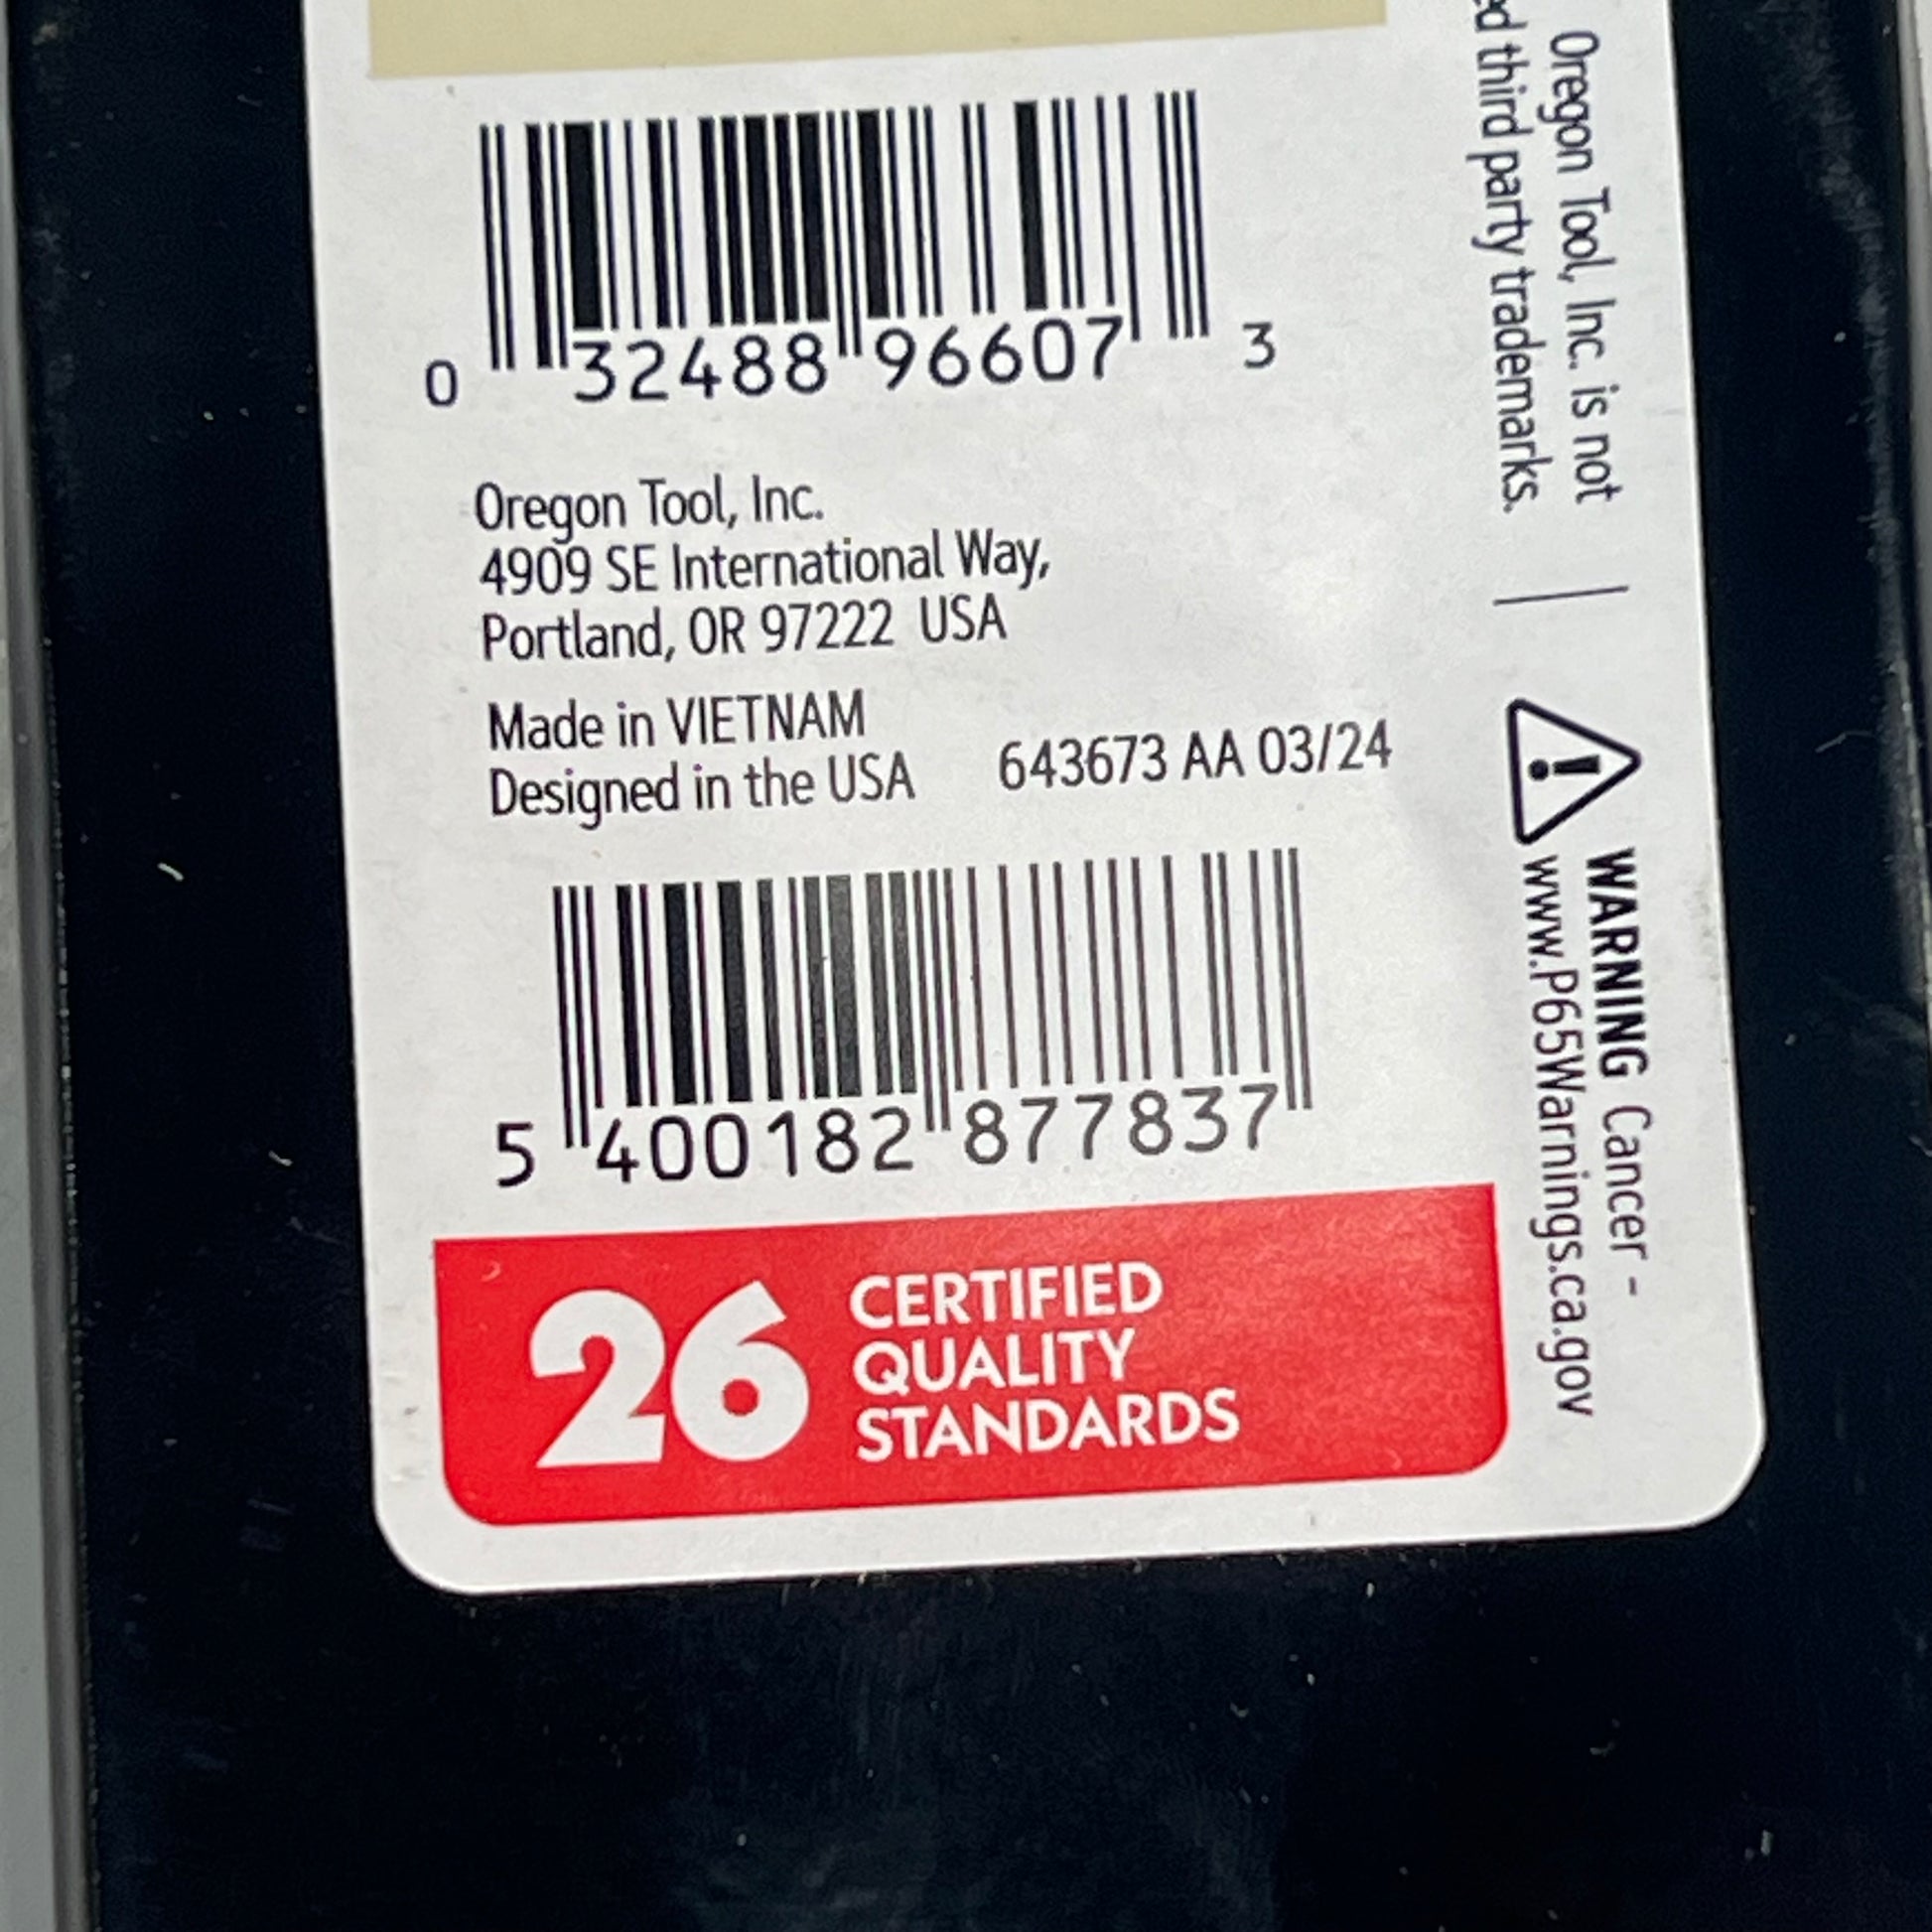 0 32488 96607 3
Oregon Tool, Inc.
4909 SE International Way,
Portland, OR 97222 USA
Made in VIETNAM
Designed in the USA 643673 AA 03/24
5 400182 877837
26 CERTIFIED
QUALITY
STANDARDS
Oregon Tool, Inc. is not
third party trademarks.
WARNING Cancer -
www.P65Warnings.ca.gov